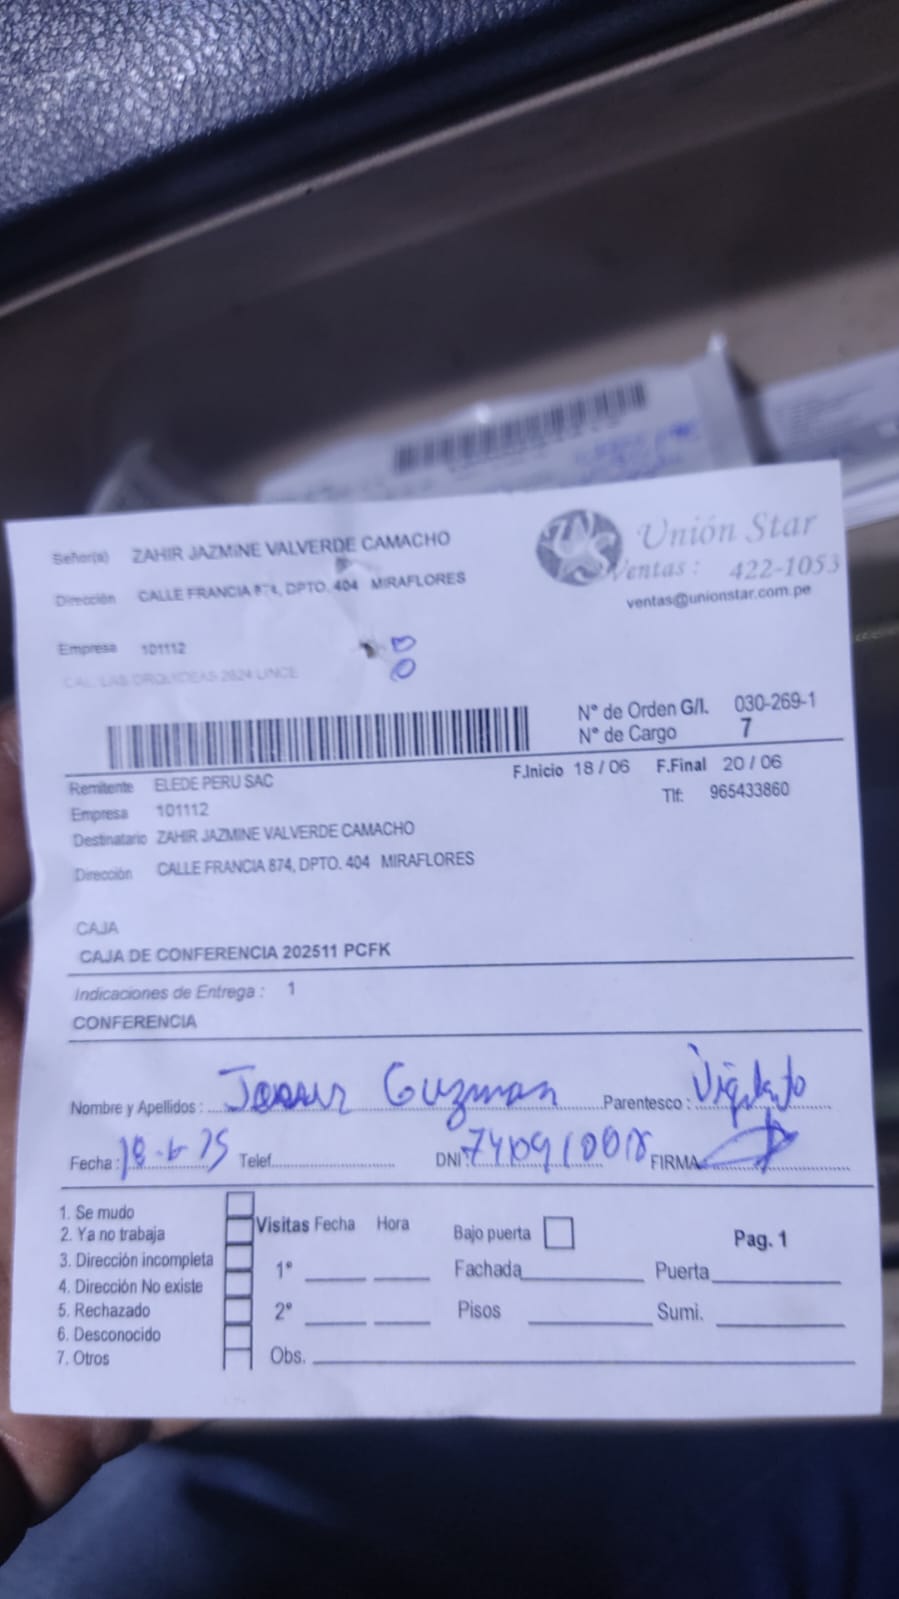 Señor(a) ZAHIR JAZMINE VALVERDE CAMACHO
Dirección CALLE FRANCIA 874, DPTO. 404 MIRAFLORES
Empresa 101112
CAL. LAS ORQUIDEAS 2624 LINCE
Unión Star
Ventas : 422-1053
ventas@unionstar.com.pe
N° de Orden G/I. 030-269-1
N° de Cargo 7
Remitente ELEDE PERU SAC
F.Inicio 18 / 06 F.Final 20 / 06
Empresa 101112
Tlf: 965433860
Destinatario ZAHIR JAZMINE VALVERDE CAMACHO
Dirección CALLE FRANCIA 874, DPTO. 404 MIRAFLORES
CAJA
CAJA DE CONFERENCIA 202511 PCFK
Indicaciones de Entrega : 1
CONFERENCIA
Nombre y Apellidos : Guzman Parentesco :
Fecha : Telef. DNI FIRMA
1. Se mudo
2. Ya no trabaja
3. Dirección incompleta
4. Dirección No existe
5. Rechazado
6. Desconocido
7. Otros
Visitas Fecha Hora
1°
2°
Obs.
Bajo puerta
Fachada
Pisos
Pag. 1
Puerta
Sumi.